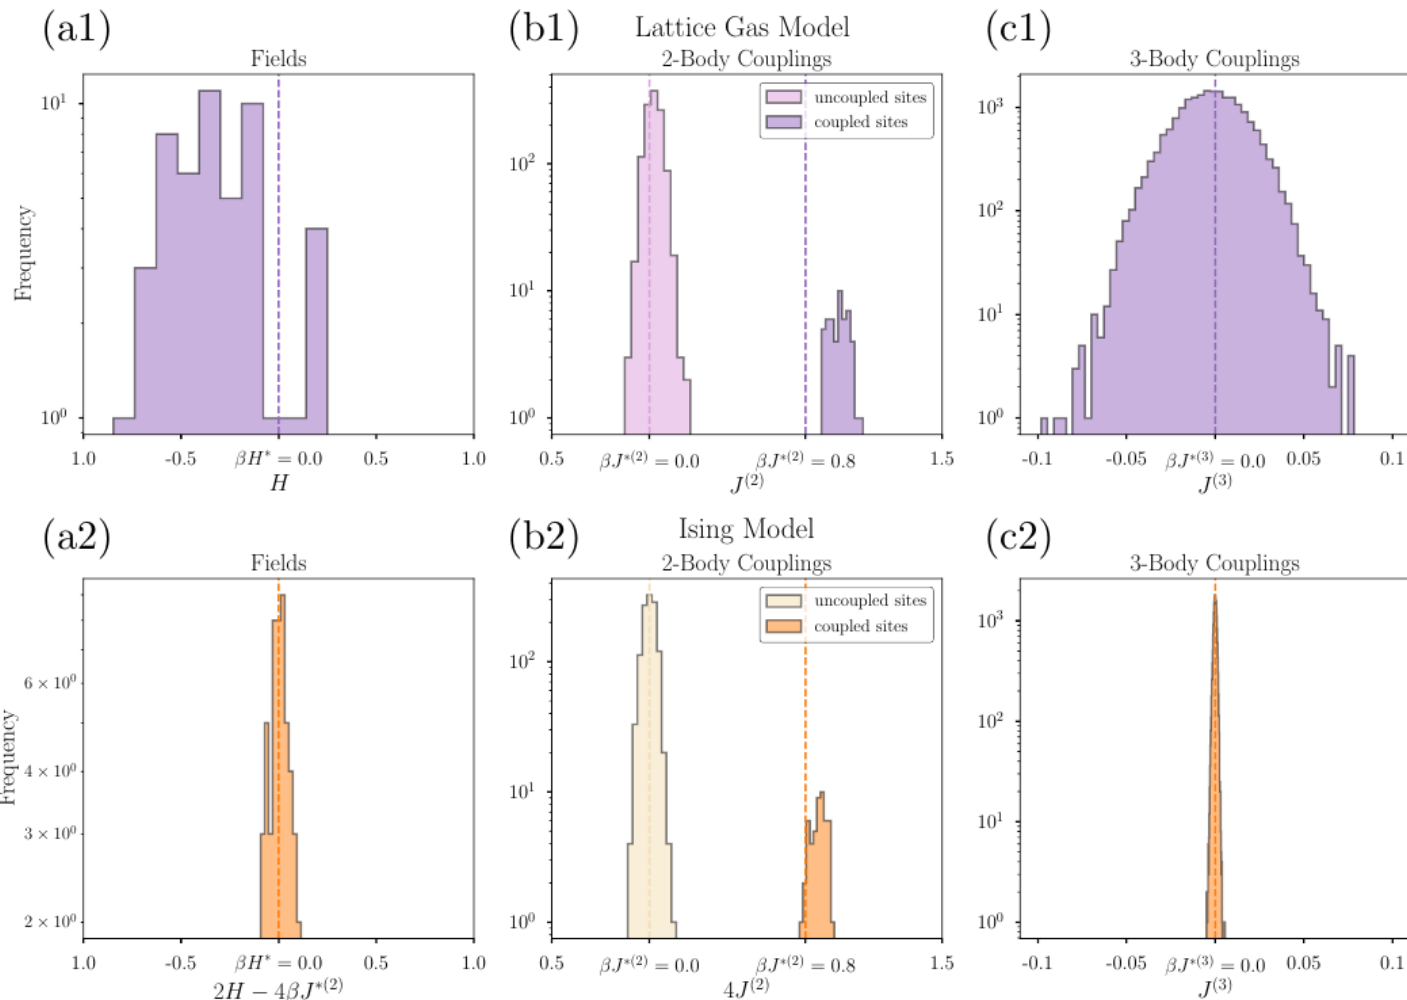 (a1)
(b1)
Lattice Gas Model
(c1)
Fields
2-Body Couplings
3-Body Couplings
uncoupled sites
coupled sites
Frequency
10¹
10⁰
10²
10¹
10⁰
10³
10²
10¹
10⁰
1.0 -0.5 βH* = 0.0 0.5 1.0
H
0.5 βJ*⁽²⁾ = 0.0 βJ*⁽²⁾ = 0.8 1.5
J⁽²⁾
-0.1 -0.05 βJ*⁽³⁾ = 0.0 0.05 0.1
J⁽³⁾
(a2)
(b2)
Ising Model
(c2)
Fields
2-Body Couplings
3-Body Couplings
uncoupled sites
coupled sites
Frequency
6 × 10⁰
4 × 10⁰
3 × 10⁰
2 × 10⁰
10²
10¹
10⁰
10³
10²
10¹
10⁰
1.0 -0.5 βH* = 0.0 0.5 1.0
2H − 4βJ*⁽²⁾
0.5 βJ*⁽²⁾ = 0.0 βJ*⁽²⁾ = 0.8 1.5
4J⁽²⁾
-0.1 -0.05 βJ*⁽³⁾ = 0.0 0.05 0.1
J⁽³⁾